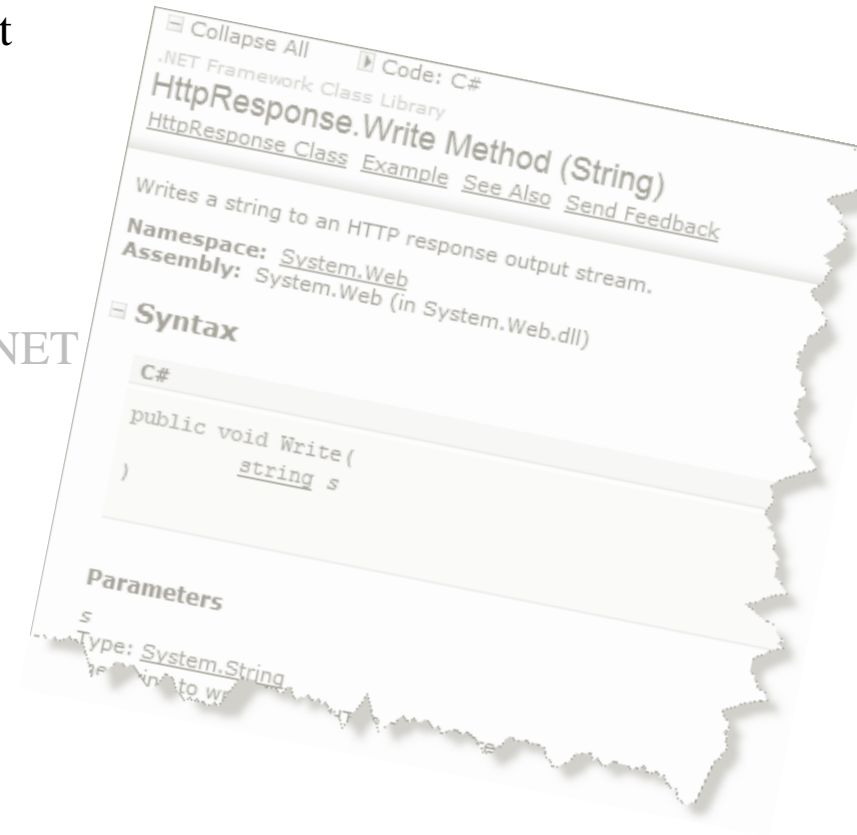 t
Collapse All Code: C#
.NET Framework Class Library
HttpResponse.Write Method (String)
HttpResponse Class Example See Also Send Feedback
Writes a string to an HTTP response output stream.
Namespace: System.Web
Assembly: System.Web (in System.Web.dll)
Syntax
NET
C#
public void Write(
string s
)
Parameters
s
Type: System.String
to